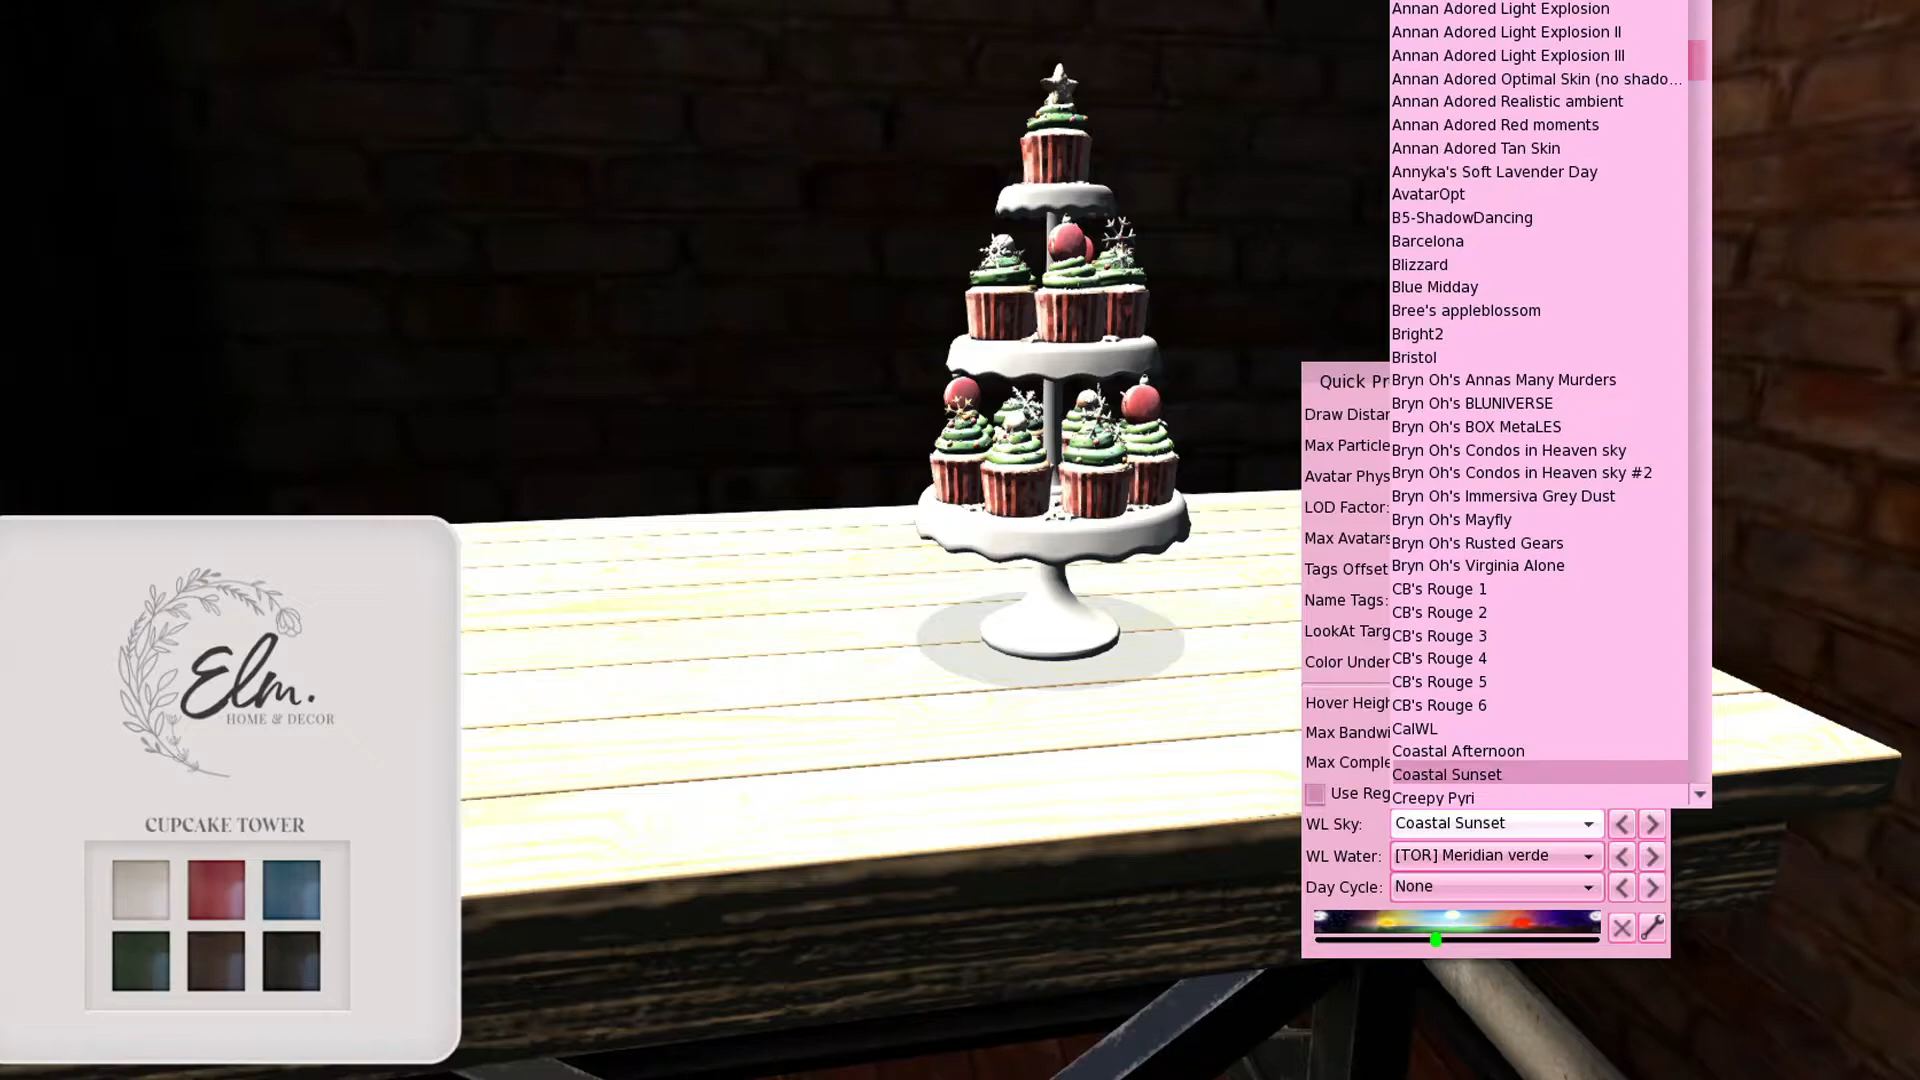 Annan Adored Light Explosion
Annan Adored Light Explosion II
Annan Adored Light Explosion III
Annan Adored Optimal Skin (no shado...
Annan Adored Realistic ambient
Annan Adored Red moments
Annan Adored Tan Skin
Annyka's Soft Lavender Day
AvatarOpt
B5-ShadowDancing
Barcelona
Blizzard
Blue Midday
Bree's appleblossom
Bright2
Bristol
Bryn Oh's Annas Many Murders
Bryn Oh's BLUNIVERSE
Bryn Oh's BOX MetaLES
Bryn Oh's Condos in Heaven sky
Bryn Oh's Condos in Heaven sky #2
Bryn Oh's Immersiva Grey Dust
Bryn Oh's Mayfly
Bryn Oh's Rusted Gears
Bryn Oh's Virginia Alone
CB's Rouge 1
CB's Rouge 2
CB's Rouge 3
CB's Rouge 4
CB's Rouge 5
CB's Rouge 6
CalWL
Coastal Afternoon
Coastal Sunset
Creepy Pyri
Quick Pr
Draw Distar
Max Particle
Avatar Phys
LOD Factor:
Max Avatars
Tags Offset
Name Tags:
LookAt Targ
Color Under
Hover Heigh
Max Bandwi
Max Comple
Use Reg
WL Sky: Coastal Sunset
WL Water: [TOR] Meridian verde
Day Cycle: None
Elm.
HOME & DECOR
CUPCAKE TOWER